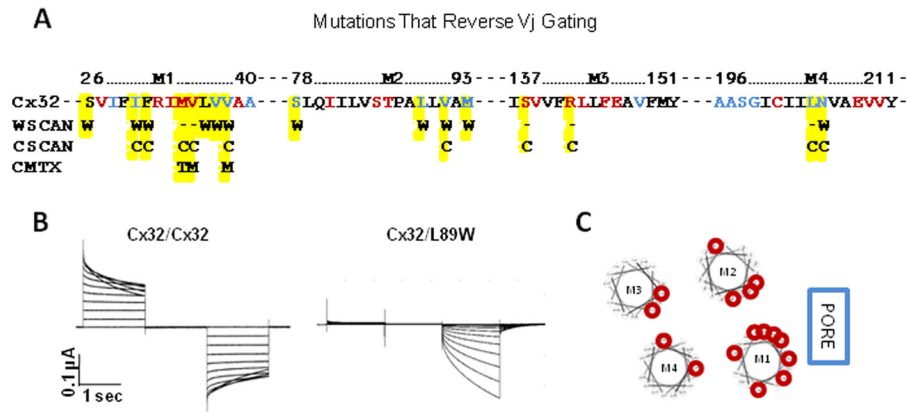 A
Mutations That Reverse Vj Gating
26..........M1..........40---78............M2..........93---137........M3........151---196............M4........211---
Cx32 ---SVIFIFRIMVLVVAA---SLQIILVSTPALLVAM---ISVVFRLLFEAVFMY---AASGICIILNVAEVVY---
WSCAN W WW --WWW W W W W - - -W
CSCAN CC CC C C C C CC
CMTX TM M
B
Cx32/Cx32 Cx32/L89W
0.1 µA
1 sec
C
M3 M2
M4 M1
PORE